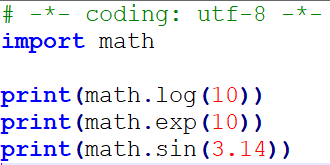 # -*- coding: utf-8 -*-
import math
print(math.log(10))
print(math.exp(10))
print(math.sin(3.14))